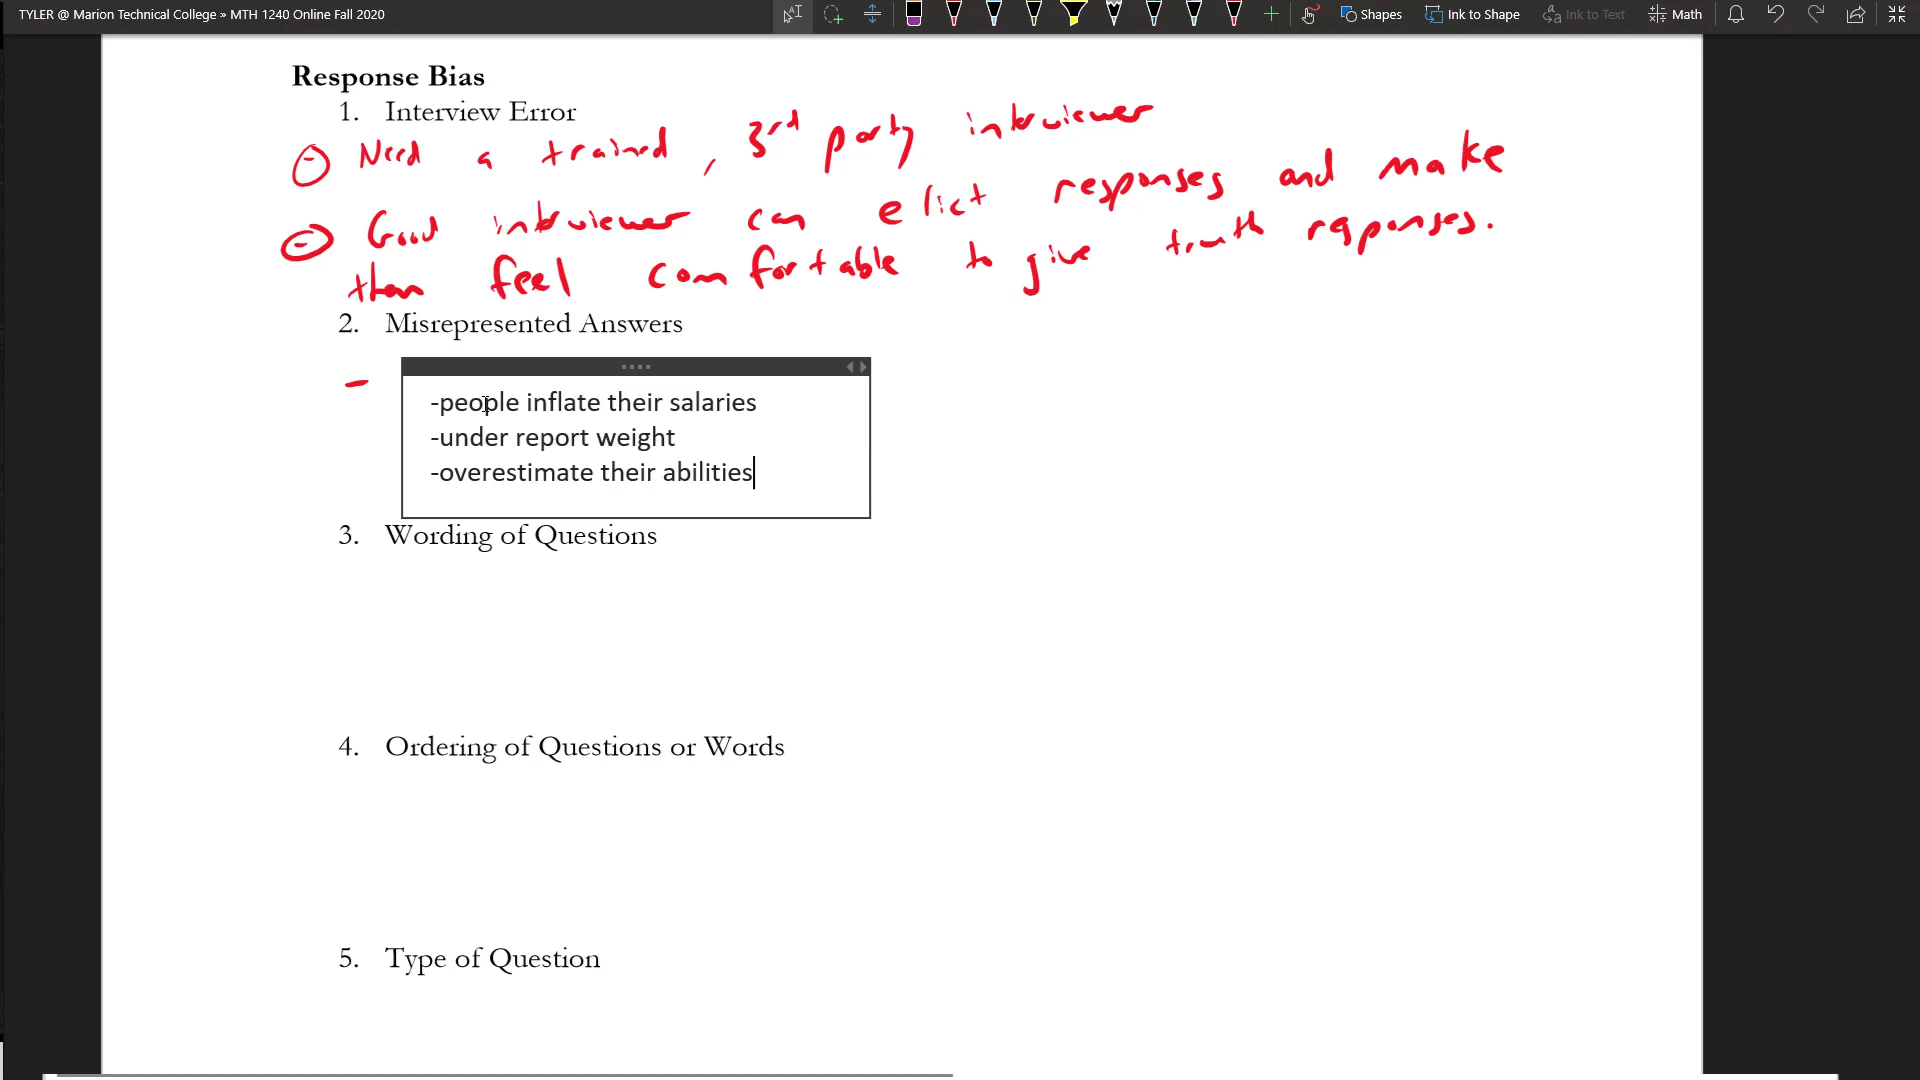 TYLER @ Marion Technical College » MTH 1240 Online Fall 2020
Shapes
Ink to Shape
Ink to Text
Math
Response Bias
1. Interview Error
- Need a trained, 3rd party interviewer
- Good interviewer can elict responses and make
them feel comfortable to give truth responses.
2. Misrepresented Answers
-
-people inflate their salaries
-under report weight
-overestimate their abilities
3. Wording of Questions
4. Ordering of Questions or Words
5. Type of Question